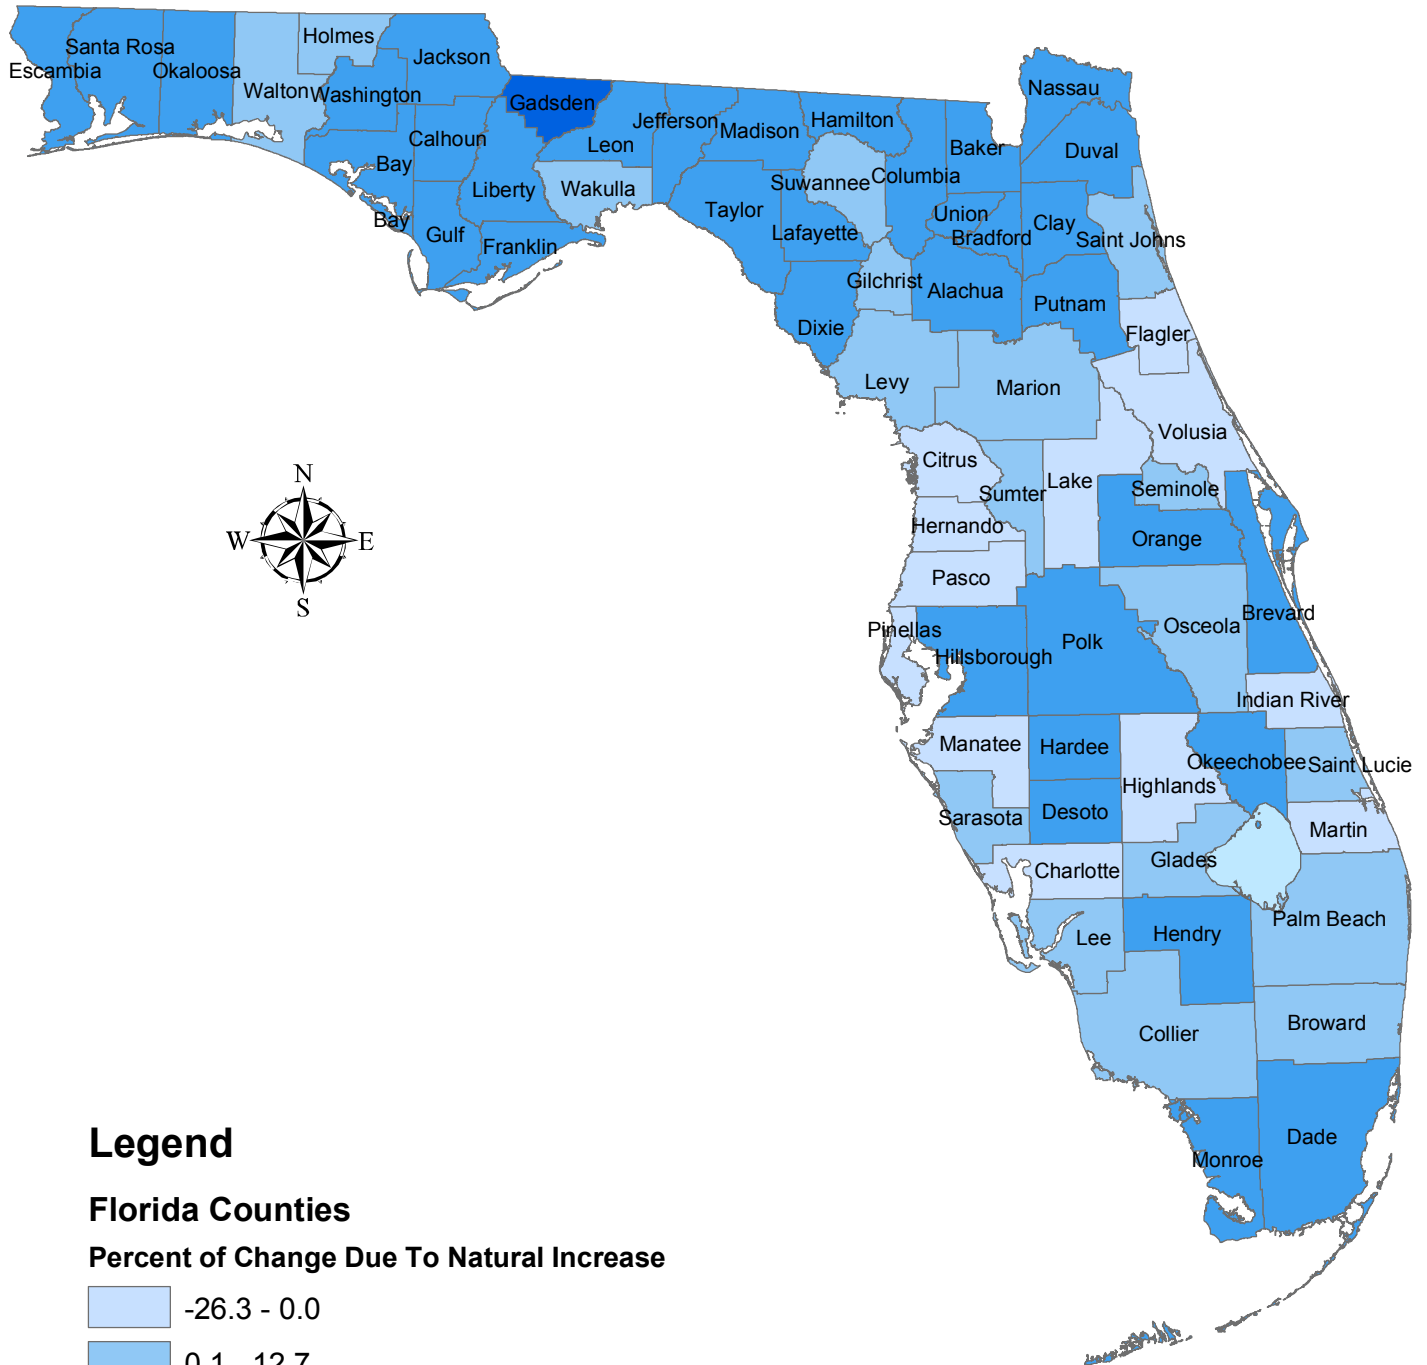 Nassau
Holmes
Santa Rosa
Jackson
Escambia
Okaloosa
Walton
Washington
Gadsden
Jefferson
Madison
Hamilton
Calhoun
Leon
Baker
Duval
Bay
Liberty
Wakulla
Suwannee
Columbia
Taylor
Union
Bay
Gulf
Franklin
Lafayette
Bradford
Clay
Saint Johns
Gilchrist
Alachua
Putnam
Dixie
Flagler
Levy
Marion
Volusia
Citrus
Sumter
Lake
Seminole
N
W
E
S
Hernando
Orange
Pasco
Brevard
Pinellas
Osceola
Polk
Hillsborough
Indian River
Manatee
Hardee
Okeechobee
Saint Lucie
Highlands
Sarasota
Desoto
Martin
Glades
Charlotte
Palm Beach
Lee
Hendry
Broward
Collier
Dade
Monroe
Legend
Florida Counties
Percent of Change Due To Natural Increase
-26.3 - 0.0
0.1 - 12.7